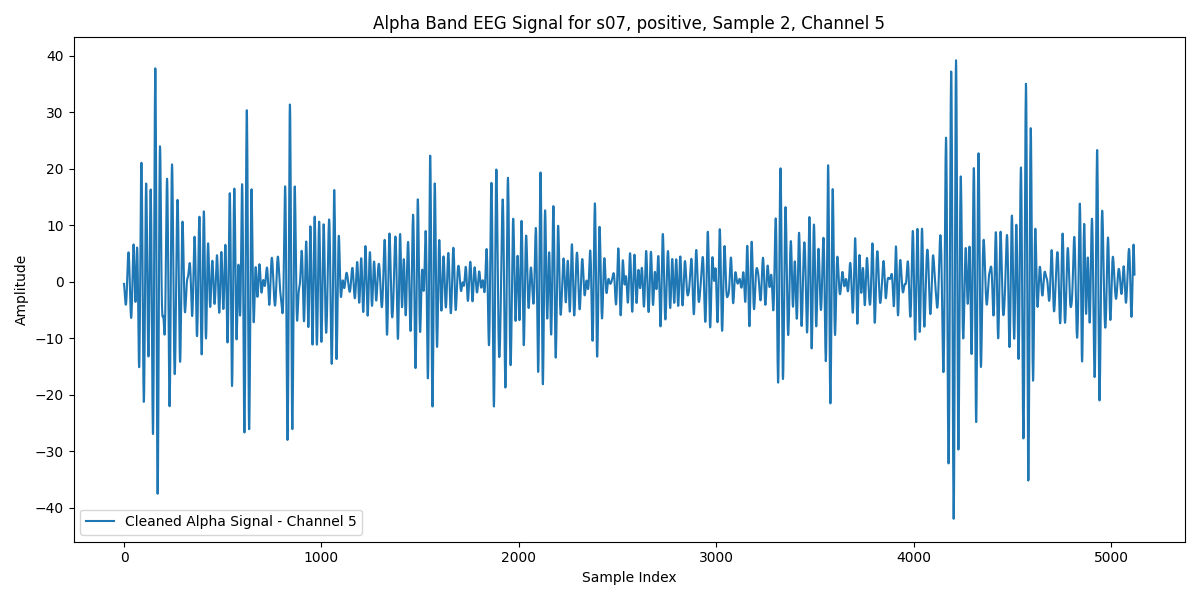 Alpha Band EEG Signal for s07, positive, Sample 2, Channel 5
40
30
20
10
0
−10
−20
−30
−40
Amplitude
Cleaned Alpha Signal - Channel 5
0 1000 2000 3000 4000 5000
Sample Index